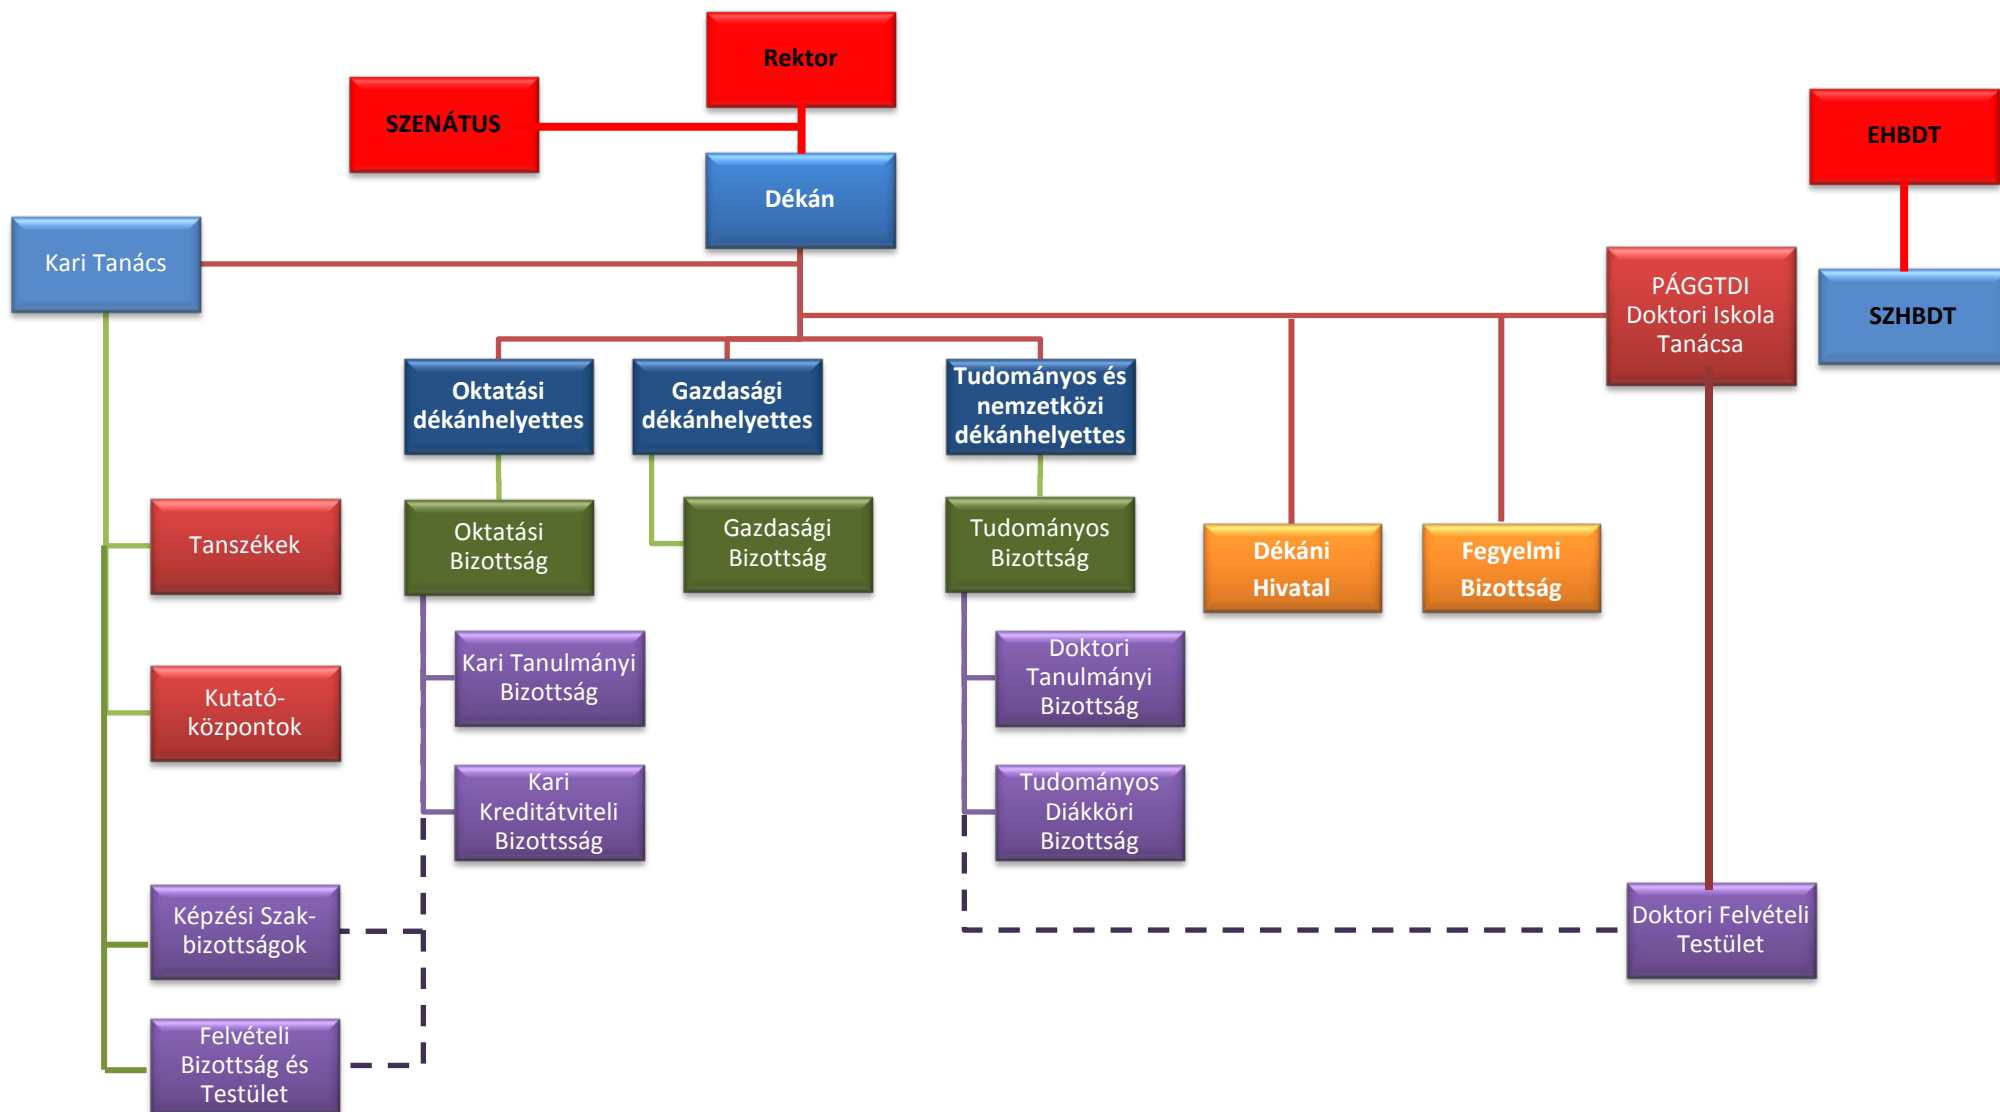 Rektor
SZENÁTUS
EHBDT
Dékán
Kari Tanács
PÁGGTDI
Doktori Iskola
Tanácsa
SZHBDT
Oktatási
dékánhelyettes
Gazdasági
dékánhelyettes
Tudományos és
nemzetközi
dékánhelyettes
Tanszékek
Oktatási
Bizottság
Gazdasági
Bizottság
Tudományos
Bizottság
Dékáni
Hivatal
Fegyelmi
Bizottság
Kutató-
központok
Kari Tanulmányi
Bizottság
Doktori
Tanulmányi
Bizottság
Kari
Kreditátviteli
Bizottsság
Tudományos
Diákköri
Bizottság
Képzési Szak-
bizottságok
Doktori Felvételi
Testület
Felvételi
Bizottság és
Testület